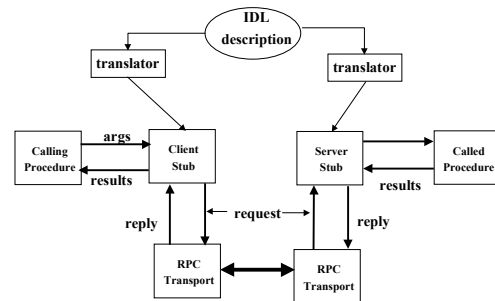 IDL
description
translator
translator
args
Calling
Procedure
Client
Stub
Server
Stub
Called
Procedure
results
results
reply
request
reply
RPC
Transport
RPC
Transport